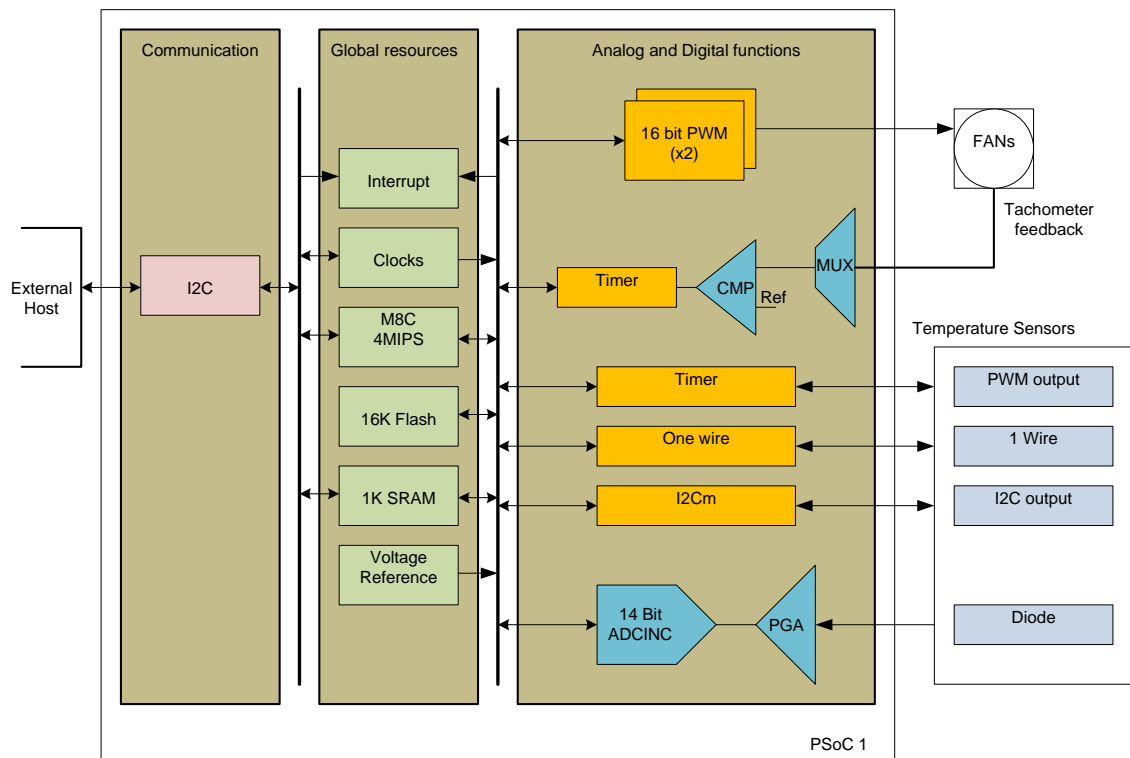 Communication
Global resources
Analog and Digital functions
16 bit PWM
(x2)
FANs
Interrupt
Tachometer
feedback
Clocks
MUX
External
Host
I2C
Timer
CMP
Ref
M8C
4MIPS
Temperature Sensors
Timer
PWM output
16K Flash
One wire
1 Wire
1K SRAM
I2Cm
I2C output
Voltage
Reference
14 Bit
ADCINC
PGA
Diode
PSoC 1